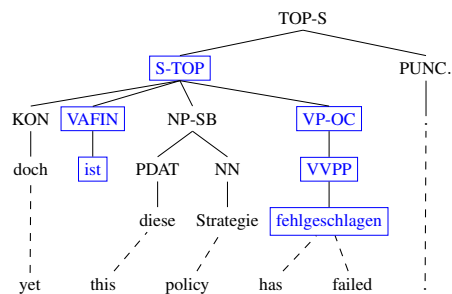 TOP-S
S-TOP PUNC.
KON VAFIN NP-SB VP-OC .
doch ist PDAT NN VVPP
diese Strategie fehlgeschlagen
yet this policy has failed .